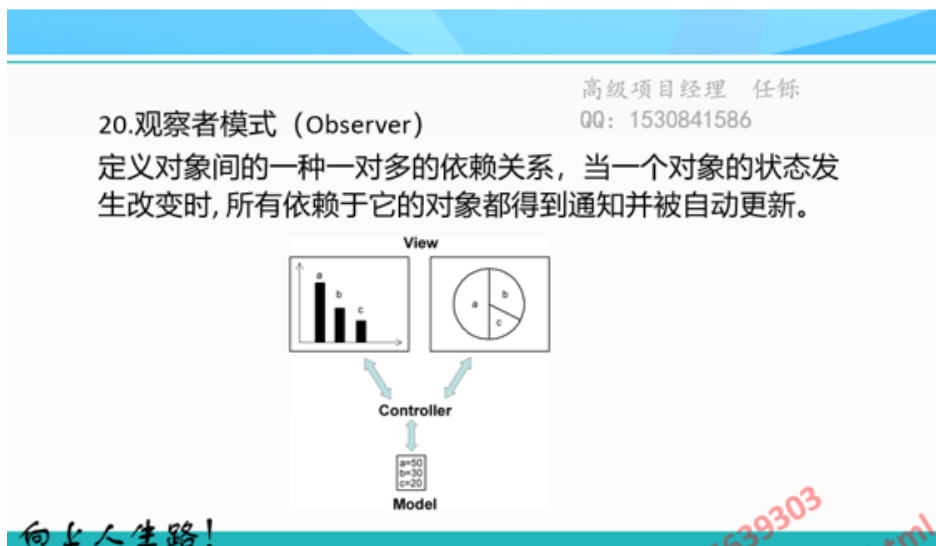 高级项目经理 任铄
QQ: 1530841586
20.观察者模式（Observer）
定义对象间的一种一对多的依赖关系，当一个对象的状态发
生改变时,所有依赖于它的对象都得到通知并被自动更新。
View
a
b
c
a
b
c
Controller
a=50
b=30
c=20
Model
向上人生路！
639303